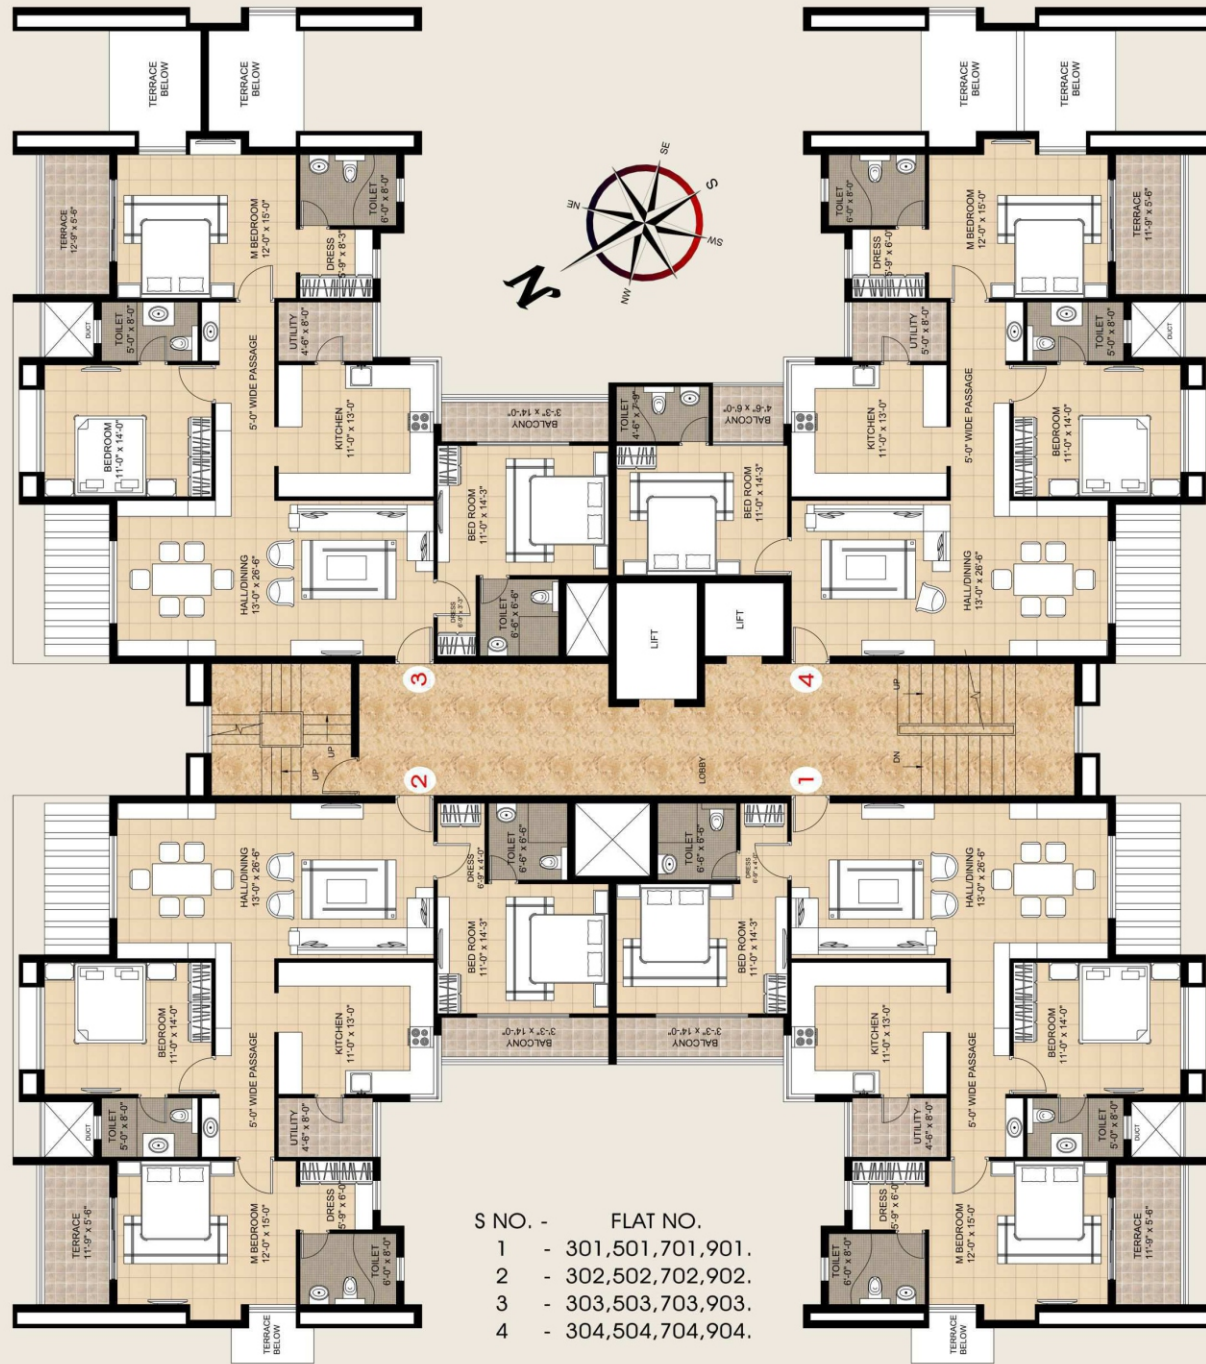 TERRACE
BELOW
TERRACE
BELOW
TERRACE
BELOW
TERRACE
BELOW
TERRACE
12'-9" x 5'-6"
M BEDROOM
12'-0" x 15'-0"
TOILET
6'-0" x 8'-0"
DRESS
5'-9" x 8'-3"
DUCT
TOILET
5'-0" x 8'-0"
UTILITY
4'-6" x 8'-0"
5'-0" WIDE PASSAGE
BEDROOM
11'-0" x 14'-0"
KITCHEN
11'-0" x 13'-0"
BALCONY
3'-3" x 14'-0"
BED ROOM
11'-0" x 14'-3"
HALL/DINING
13'-0" x 26'-6"
DRESS
TOILET
6'-6" x 6'-6"
SE
S
SW
NW
N
NE
TOILET
6'-0" x 8'-0"
M BEDROOM
12'-0" x 15'-0"
TERRACE
11'-9" x 5'-6"
DRESS
5'-9" x 6'-0"
UTILITY
5'-0" x 8'-0"
TOILET
5'-0" x 8'-0"
DUCT
5'-0" WIDE PASSAGE
TOILET
4'-6" x 7'-9"
BALCONY
4'-6" x 6'-0"
KITCHEN
11'-0" x 13'-0"
BEDROOM
11'-0" x 14'-0"
BED ROOM
11'-0" x 14'-3"
HALL/DINING
13'-0" x 26'-6"
LIFT
LIFT
3
4
UP
UP
UP
DN
LOBBY
2
1
HALL/DINING
13'-0" x 26'-6"
DRESS
6'-9" x 4'-0"
TOILET
6'-6" x 6'-6"
BED ROOM
11'-0" x 14'-3"
BALCONY
3'-3" x 14'-0"
BEDROOM
11'-0" x 14'-0"
KITCHEN
11'-0" x 13'-0"
5'-0" WIDE PASSAGE
DUCT
TOILET
5'-0" x 8'-0"
UTILITY
4'-6" x 8'-0"
TERRACE
11'-9" x 5'-6"
M BEDROOM
12'-0" x 15'-0"
DRESS
5'-9" x 6'-0"
TOILET
6'-0" x 8'-0"
TERRACE
BELOW
TOILET
6'-6" x 6'-6"
DRESS
BED ROOM
11'-0" x 14'-3"
BALCONY
3'-3" x 14'-0"
HALL/DINING
13'-0" x 26'-6"
KITCHEN
11'-0" x 13'-0"
BEDROOM
11'-0" x 14'-0"
5'-0" WIDE PASSAGE
UTILITY
4'-6" x 8'-0"
TOILET
5'-0" x 8'-0"
DUCT
DRESS
5'-9" x 6'-0"
TOILET
6'-0" x 8'-0"
M BEDROOM
12'-0" x 15'-0"
TERRACE
11'-9" x 5'-6"
TERRACE
BELOW
S NO. - FLAT NO.
1 - 301,501,701,901.
2 - 302,502,702,902.
3 - 303,503,703,903.
4 - 304,504,704,904.